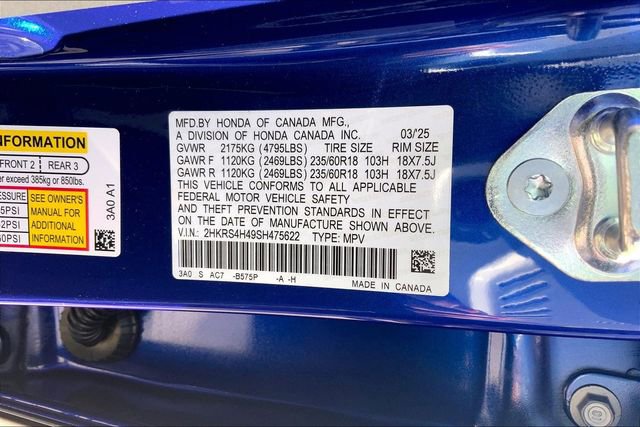 INFORMATION
FRONT 2 REAR 3
er exceed 385kg or 850lbs.
PRESSURE
5PSI
2PSI
0PSI
SEE OWNER'S
MANUAL FOR
ADDITIONAL
INFORMATION
3A0 A1
MFD.BY HONDA OF CANADA MFG.,
A DIVISION OF HONDA CANADA INC. 03/'25
GVWR 2175KG (4795LBS) TIRE SIZE RIM SIZE
GAWR F 1120KG (2469LBS) 235/60R18 103H 18X7.5J
GAWR R 1120KG (2469LBS) 235/60R18 103H 18X7.5J
THIS VEHICLE CONFORMS TO ALL APPLICABLE
FEDERAL MOTOR VEHICLE SAFETY
AND THEFT PREVENTION STANDARDS IN EFFECT
ON THE DATE OF MANUFACTURE SHOWN ABOVE.
V.I.N.: 2HKRS4H49SH475622 TYPE: MPV
3A0 S AC7 -B575P -A -H
MADE IN CANADA